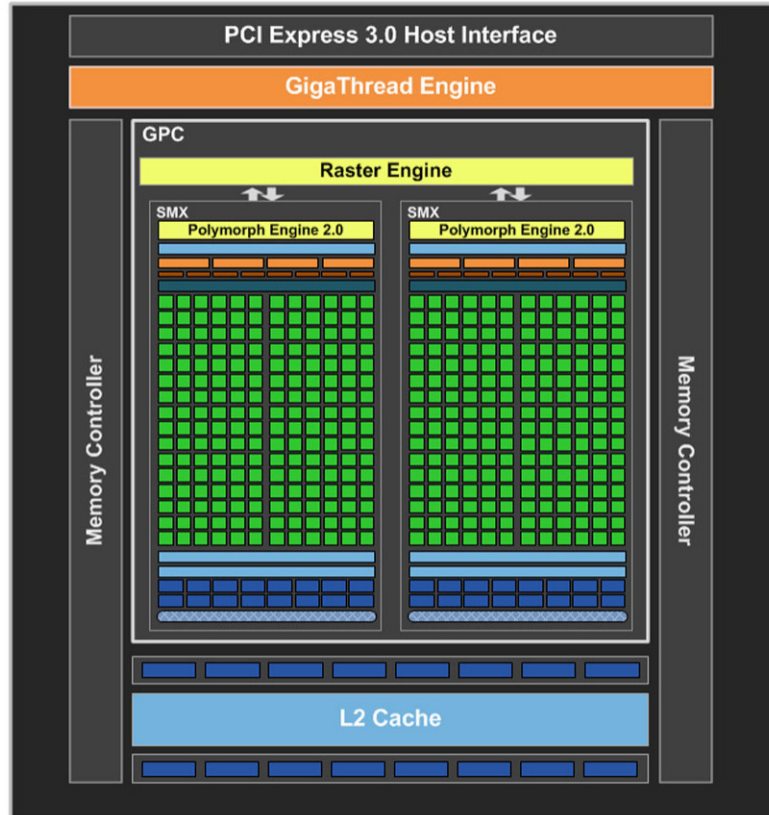 PCI Express 3.0 Host Interface
GigaThread Engine
GPC
Raster Engine
SMX
Polymorph Engine 2.0
SMX
Polymorph Engine 2.0
Memory Controller
Memory Controller
L2 Cache